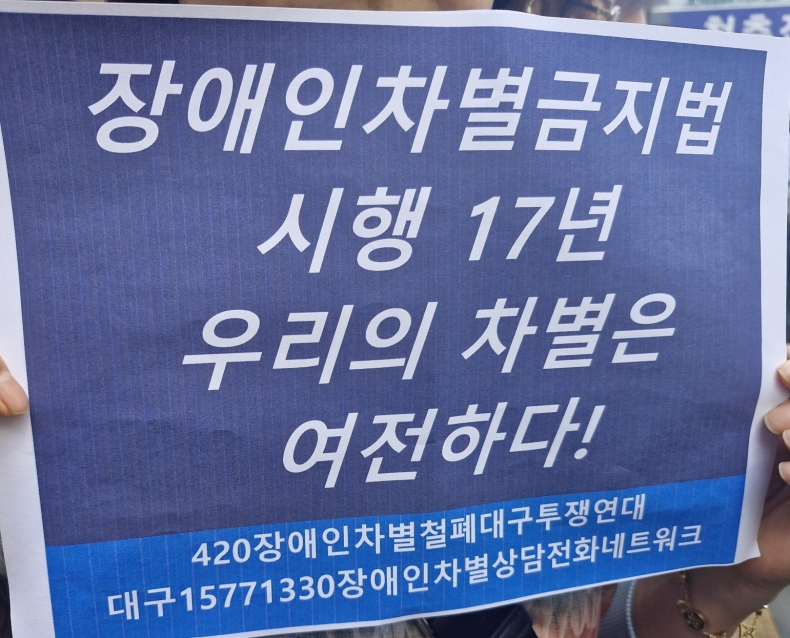 장애인차별금지법
시행 17년
우리의 차별은
여전하다!
420장애인차별철폐대구투쟁연대
대구15771330장애인차별상담전화네트워크